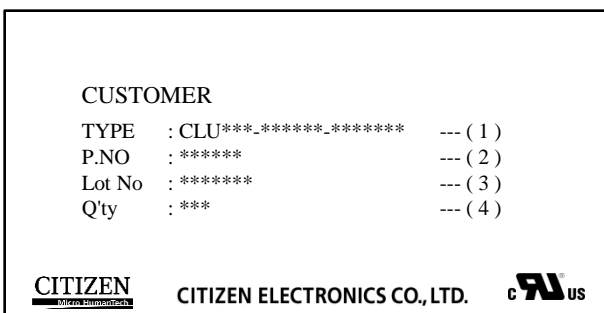 CUSTOMER
TYPE : CLU***-******-******* --- ( 1 )
P.NO : ****** --- ( 2 )
Lot No : ******* --- ( 3 )
Q'ty : *** --- ( 4 )
CITIZEN
Micro HumanTech
CITIZEN ELECTRONICS CO., LTD.
c RU ® US